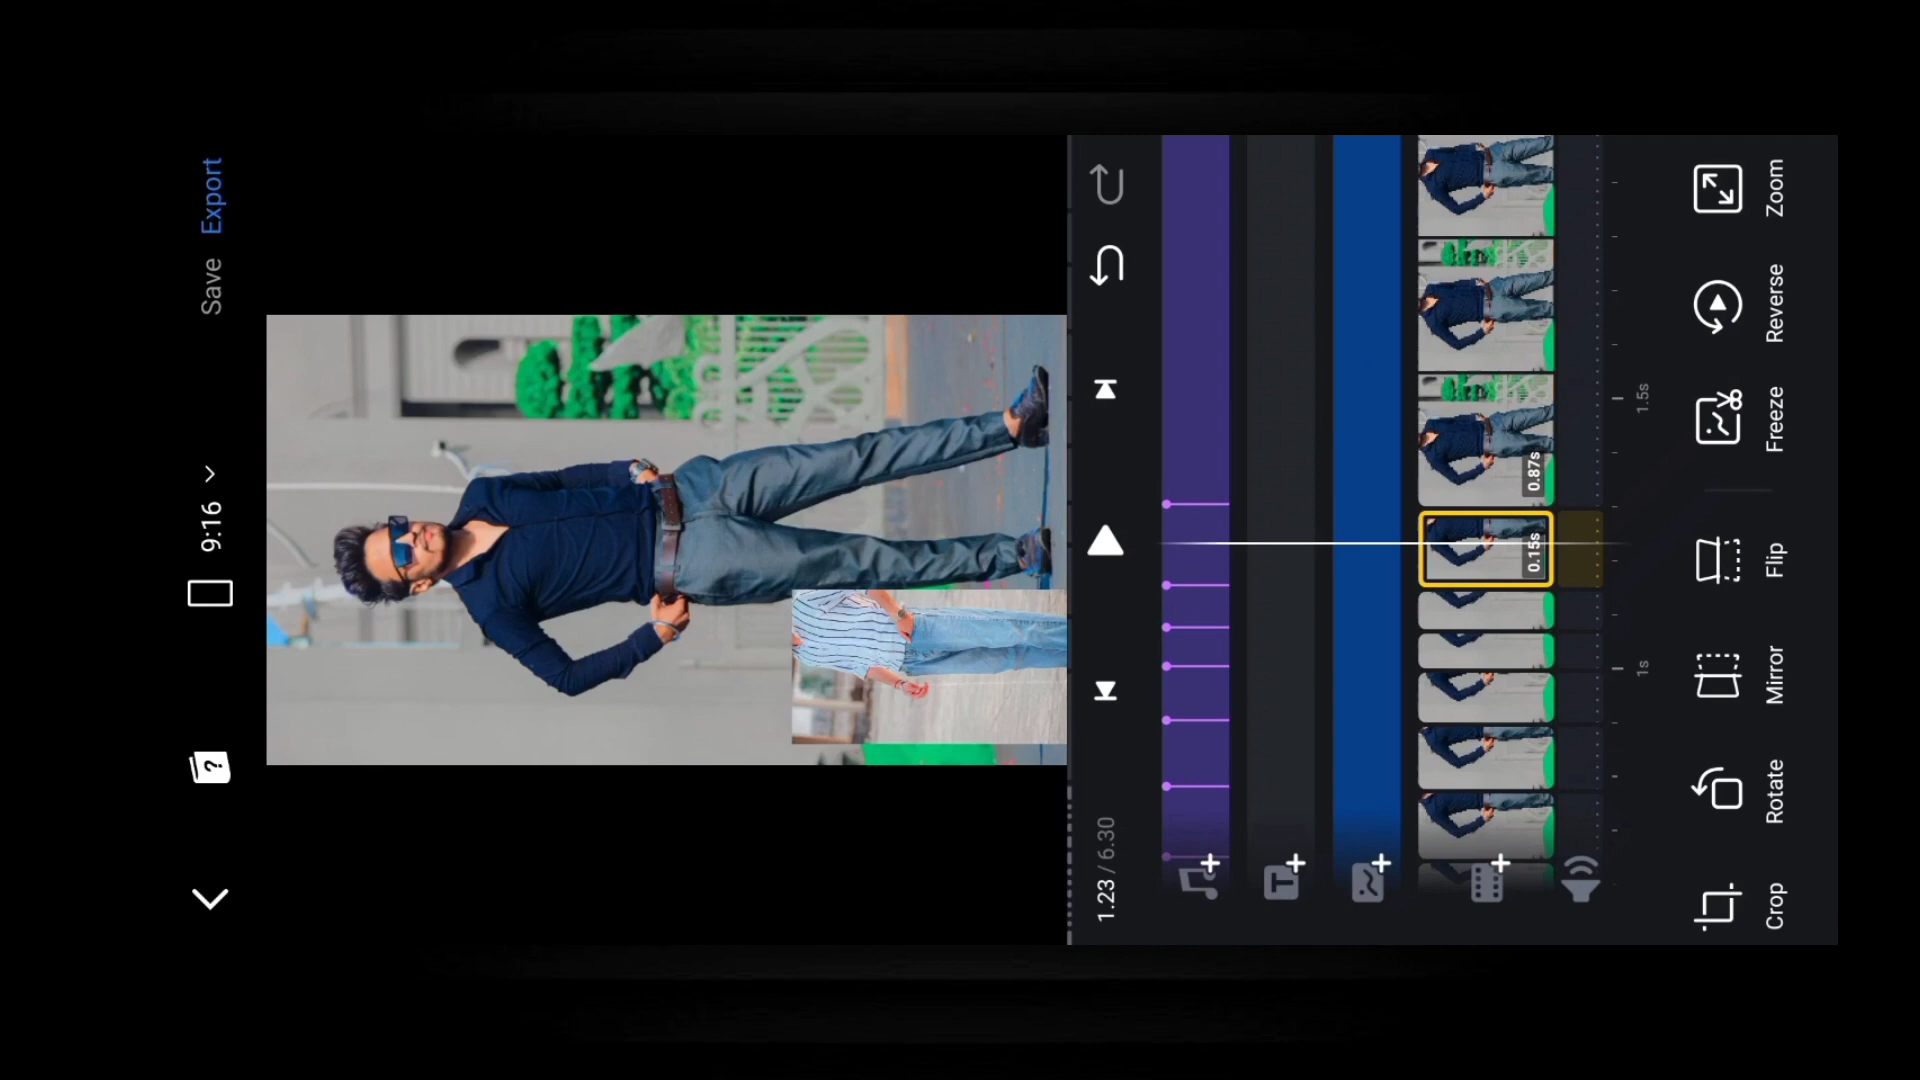 ?
9:16
Save
Export
1.23 / 6.30
T
0.15s
0.87s
1s
1.5s
Crop
Rotate
Mirror
Flip
Freeze
Reverse
Zoom